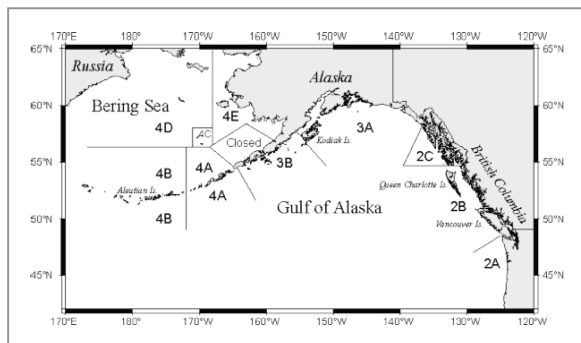 170°E 180° 170°W 160°W 150°W 140°W 130°W 120°W
65°N 65°N
Russia
Alaska
Bering Sea
60°N 60°N
4E
4D
4C
3A
Closed
Kodiak Is.
55°N 55°N
4B
4A
3B
2C
British Columbia
Aleutian Is.
4A
Queen Charlotte Is.
2B
50°N 50°N
4B
Gulf of Alaska
Vancouver Is.
2A
45°N 45°N
170°E 180° 170°W 160°W 150°W 140°W 130°W 120°W